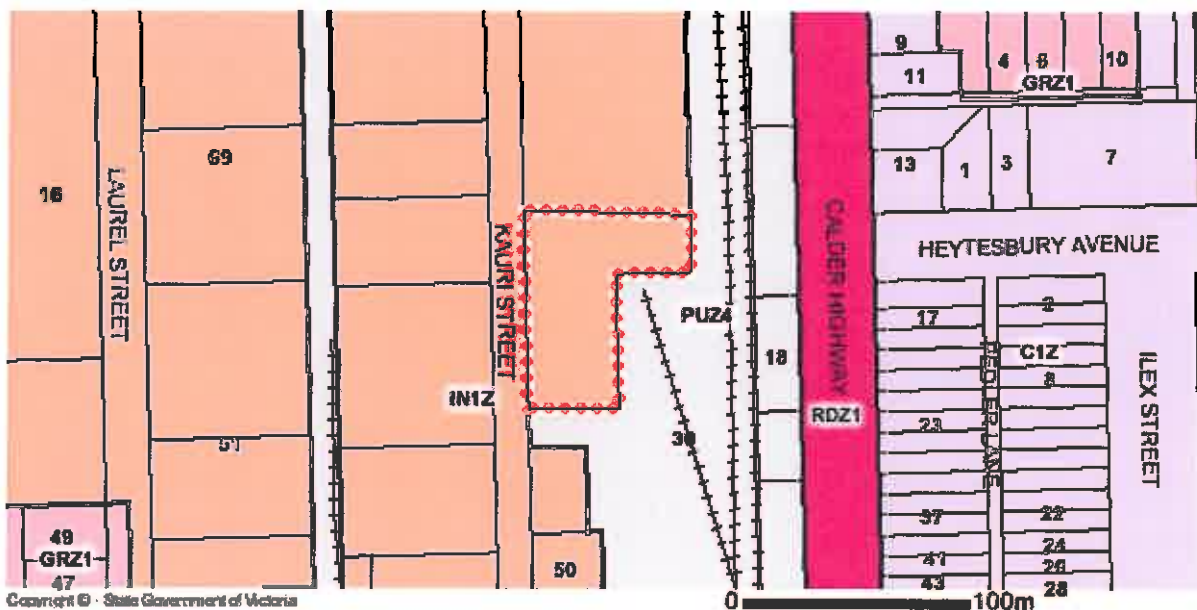 9
4
6
10
11
GRZ1
69
13
1
3
7
16
LAUREL STREET
KAURI STREET
CALDER HIGHWAY
HEYTESBURY AVENUE
PUZ4
17
2
18
C1Z
8
PEDLER LANE
ILEX STREET
IN1Z
RDZ1
23
51
37
22
49
GRZ1
47
50
41
24
26
43
28
Copyright © - State Government of Victoria
0
100m